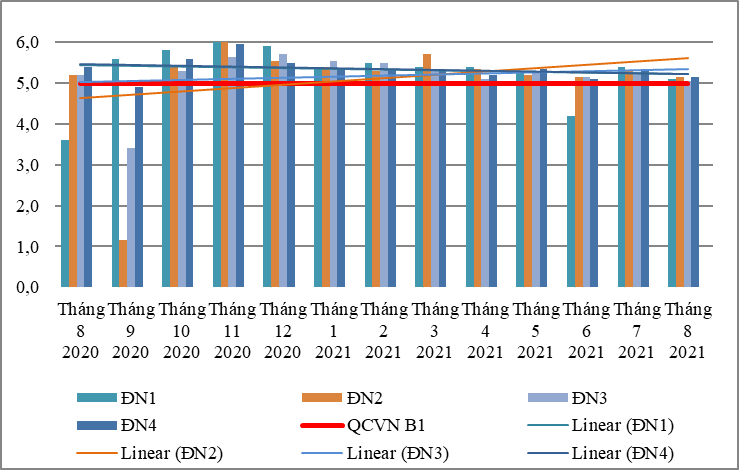 6,0
5,0
4,0
3,0
2,0
1,0
0,0
Tháng Tháng Tháng Tháng Tháng Tháng Tháng Tháng Tháng Tháng Tháng Tháng Tháng
8 9 10 11 12 1 2 3 4 5 6 7 8
2020 2020 2020 2020 2020 2021 2021 2021 2021 2021 2021 2021 2021
ĐN1 ĐN2 ĐN3
ĐN4 QCVN B1 Linear (ĐN1)
Linear (ĐN2) Linear (ĐN3) Linear (ĐN4)